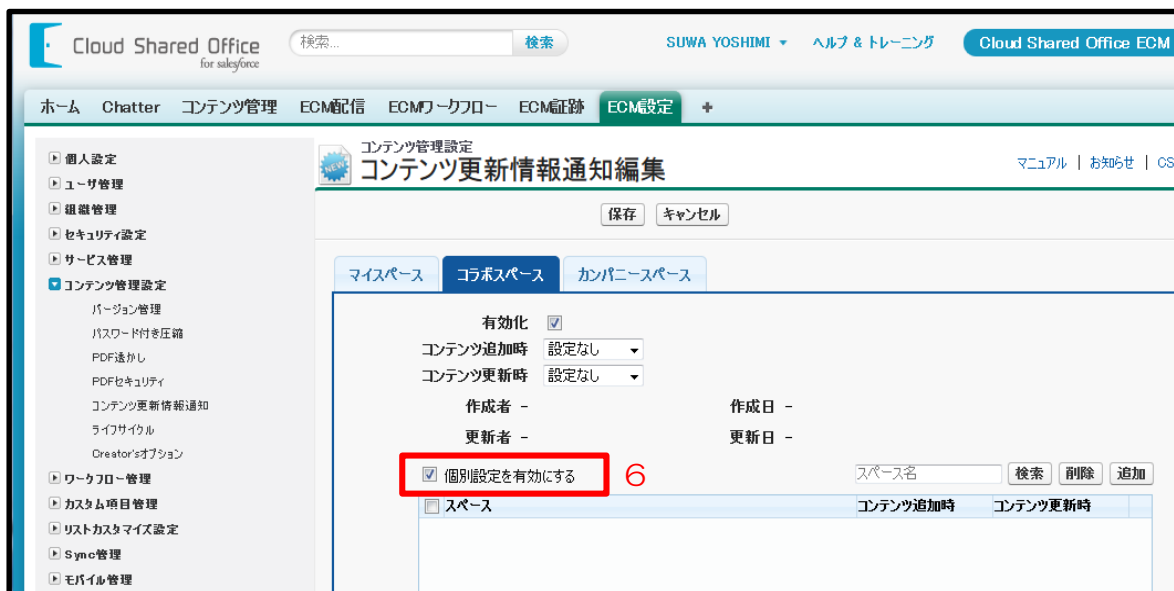 Cloud Shared Office
for salesforce
検索...
検索
SUWA YOSHIMI
ヘルプ & トレーニング
Cloud Shared Office ECM
ホーム Chatter コンテンツ管理 ECM配信 ECMワークフロー ECM証跡 ECM設定 +
個人設定
ユーザ管理
組織管理
セキュリティ設定
サービス管理
コンテンツ管理設定
バージョン管理
パスワード付き圧縮
PDF透かし
PDFセキュリティ
コンテンツ更新情報通知
ライフサイクル
Creator'sオプション
ワークフロー管理
カスタム項目管理
リストカスタマイズ設定
Sync管理
モバイル管理
NEW
コンテンツ管理設定
コンテンツ更新情報通知編集
マニュアル | お知らせ | CS
保存 キャンセル
マイスペース コラボスペース カンパニースペース
有効化
コンテンツ追加時 設定なし
コンテンツ更新時 設定なし
作成者 - 作成日 -
更新者 - 更新日 -
個別設定を有効にする 6
スペース名 検索 削除 追加
スペース コンテンツ追加時 コンテンツ更新時